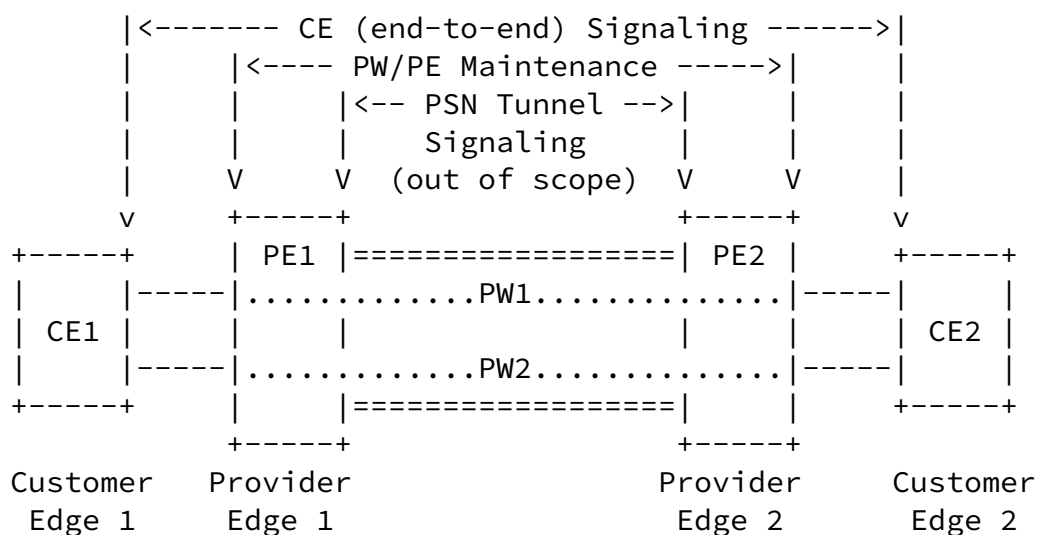 |<------- CE (end-to-end) Signaling ------>|
|     |<---- PW/PE Maintenance ----->|     |
|     |     |<-- PSN Tunnel -->|     |     |
|     |     |    Signaling     |     |     |
|     V     V  (out of scope)  V     V     |
v     +-----+                  +-----+     v
+-----+     | PE1 |==================| PE2 |     +-----+
|     |-----|.............PW1..............|-----|     |
| CE1 |     |     |                  |     |     | CE2 |
|     |-----|.............PW2..............|-----|     |
+-----+     |     |==================|     |     +-----+
+-----+                  +-----+
Customer   Provider                 Provider     Customer
Edge 1     Edge 1                   Edge 2       Edge 2